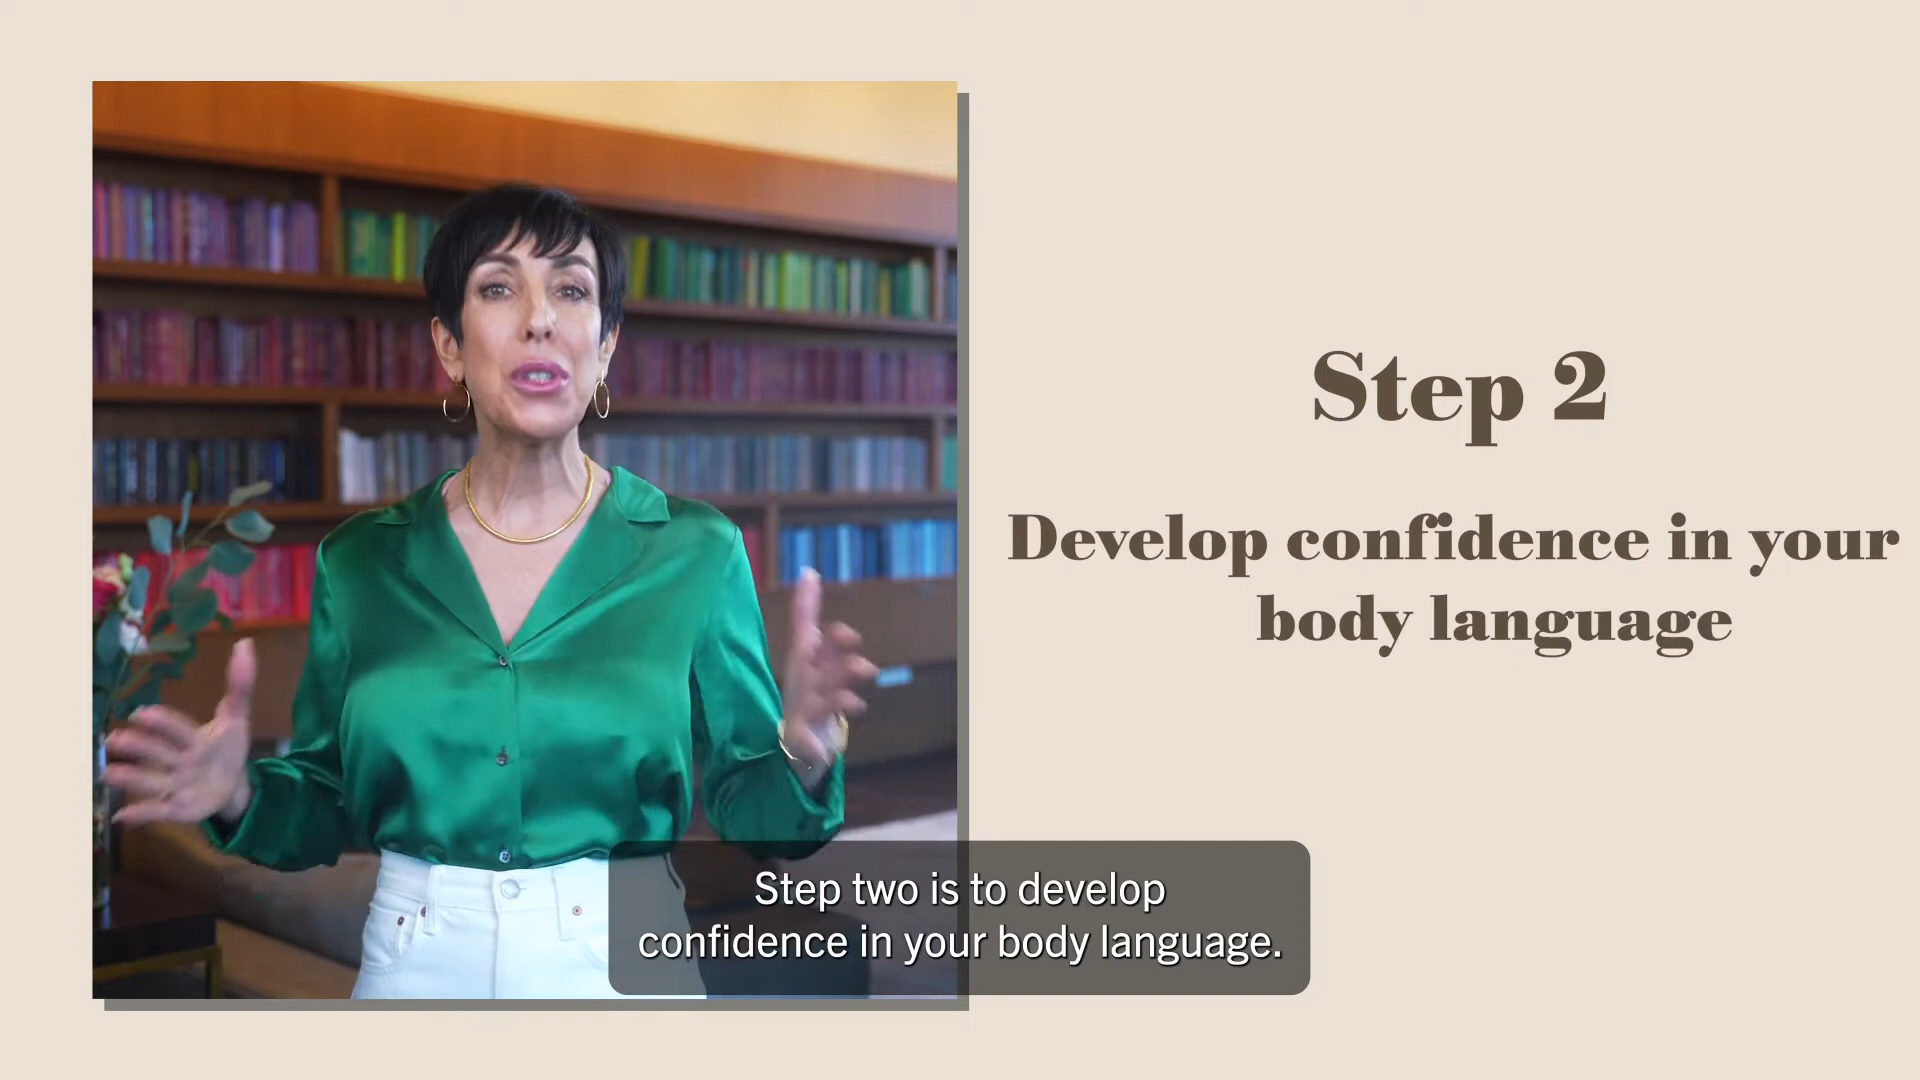 Step 2
Develop confidence in your
body language
Step two is to develop
confidence in your body language.